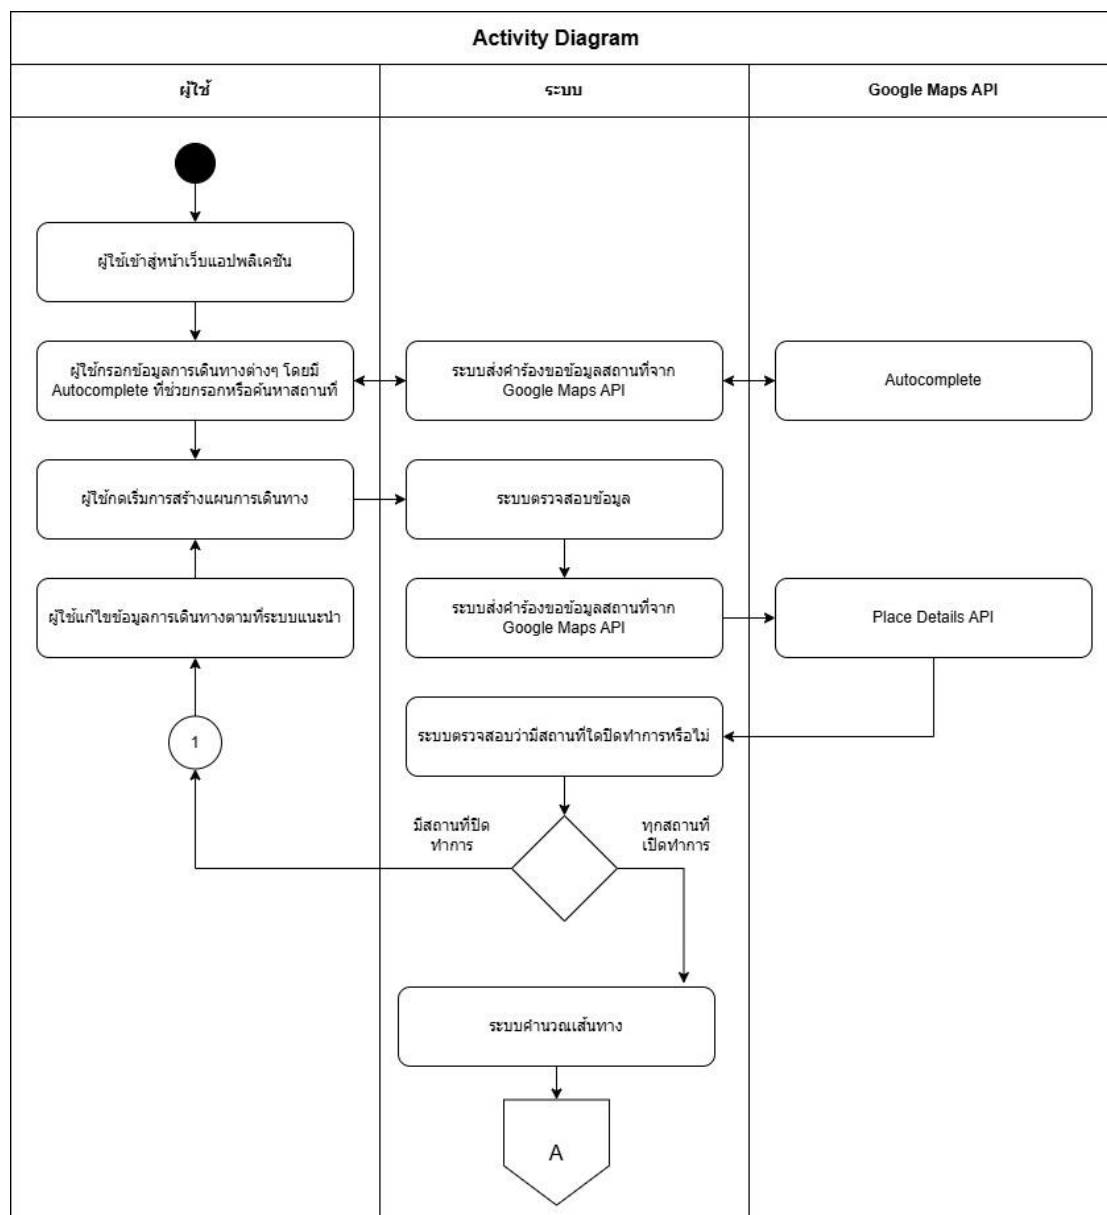 Activity Diagram
ผู้ใช้
ระบบ
Google Maps API
ผู้ใช้เข้าสู่หน้าเว็บแอปพลิเคชัน
ผู้ใช้กรอกข้อมูลการเดินทางต่างๆ โดยมี
Autocomplete ที่ช่วยกรอกหรือค้นหาสถานที่
ระบบส่งคำร้องขอข้อมูลสถานที่จาก
Google Maps API
Autocomplete
ผู้ใช้กดเริ่มการสร้างแผนการเดินทาง
ระบบตรวจสอบข้อมูล
ผู้ใช้แก้ไขข้อมูลการเดินทางตามที่ระบบแนะนำ
ระบบส่งคำร้องขอข้อมูลสถานที่จาก
Google Maps API
Place Details API
1
ระบบตรวจสอบว่ามีสถานที่ใดปิดทำการหรือไม่
มีสถานที่ปิด
ทำการ
ทุกสถานที่
เปิดทำการ
ระบบคำนวณเส้นทาง
A